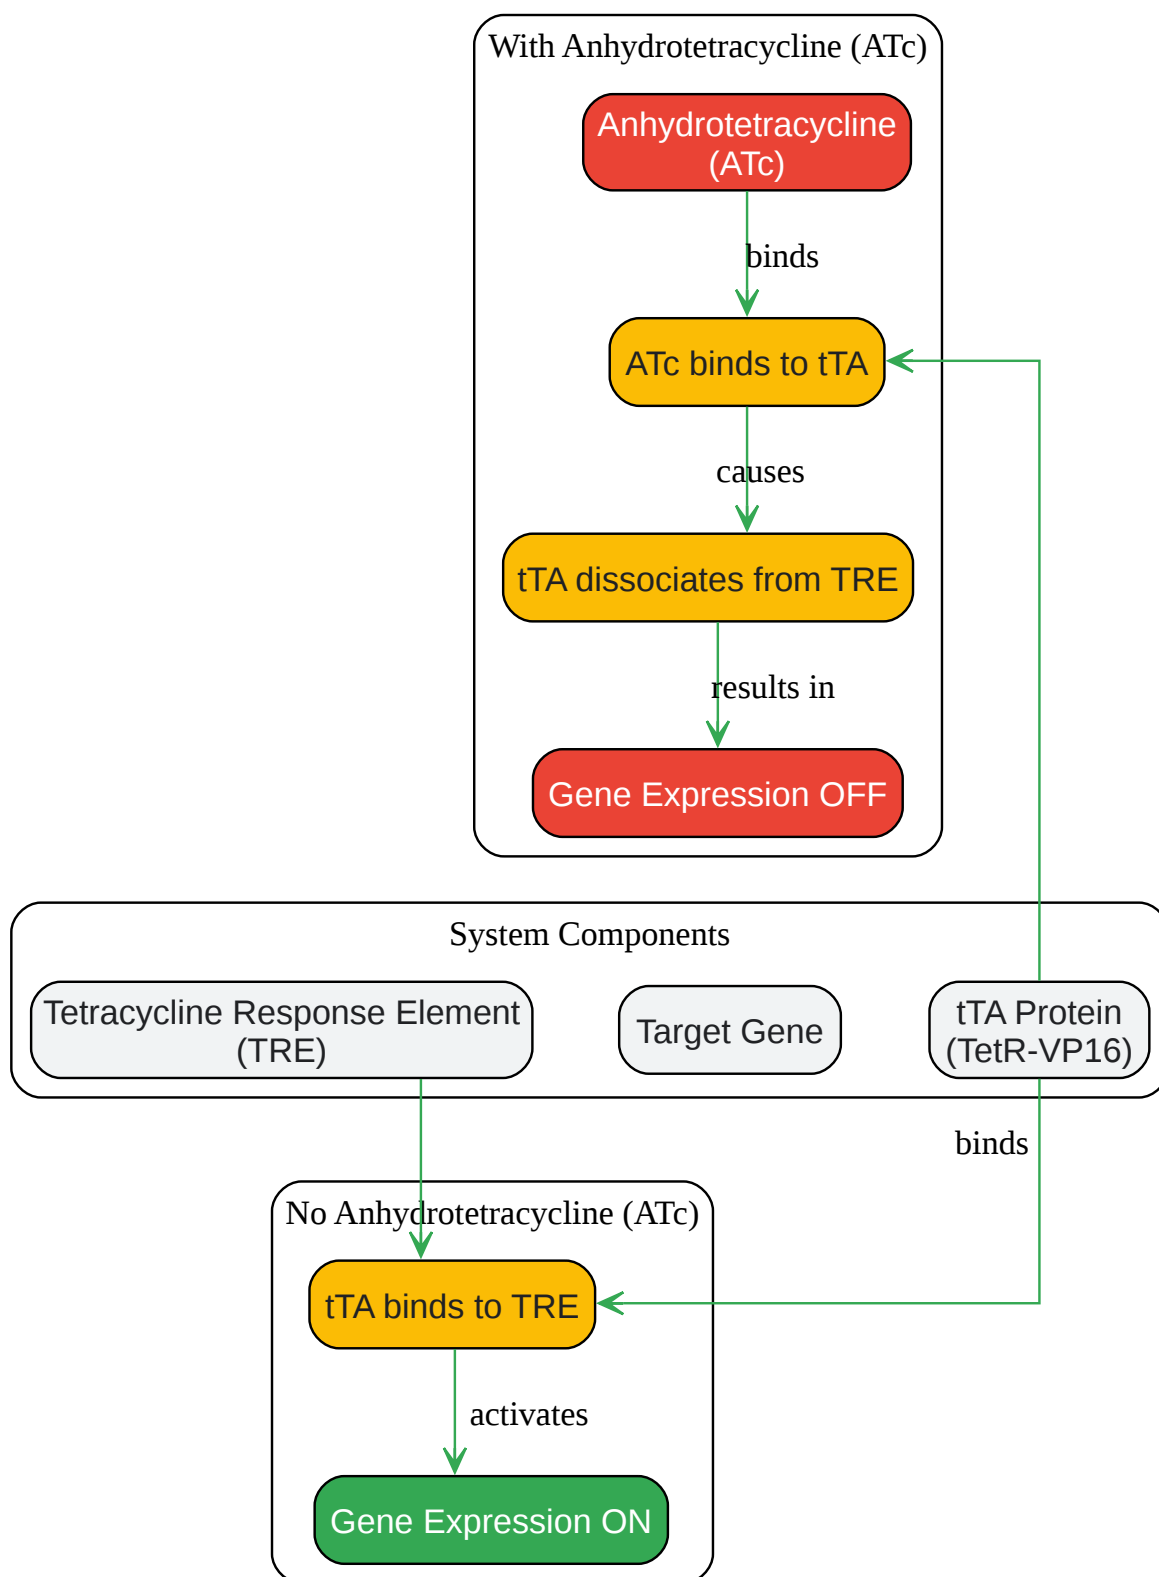 With Anhydrotetracycline (ATc)
Anhydrotetracycline
(ATc)
binds
ATc binds to tTA
causes
tTA dissociates from TRE
results in
Gene Expression OFF
System Components
Tetracycline Response Element
(TRE)
Target Gene
tTA Protein
(TetR-VP16)
binds
No Anhydrotetracycline (ATc)
tTA binds to TRE
activates
Gene Expression ON